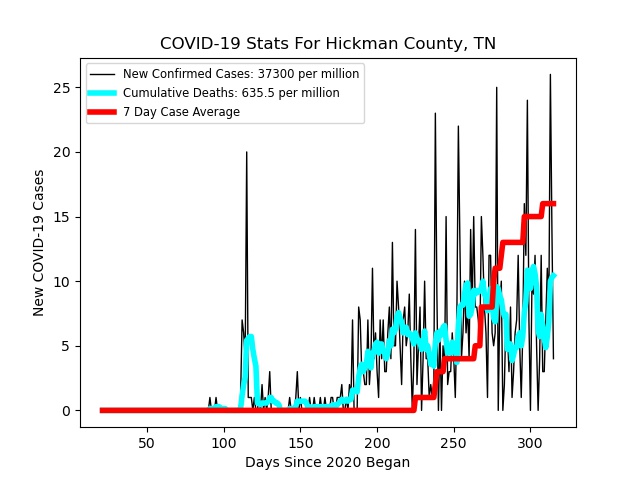 COVID-19 Stats For Hickman County, TN
New Confirmed Cases: 37300 per million
Cumulative Deaths: 635.5 per million
7 Day Case Average
New COVID-19 Cases
25
20
15
10
5
0
50 100 150 200 250 300
Days Since 2020 Began